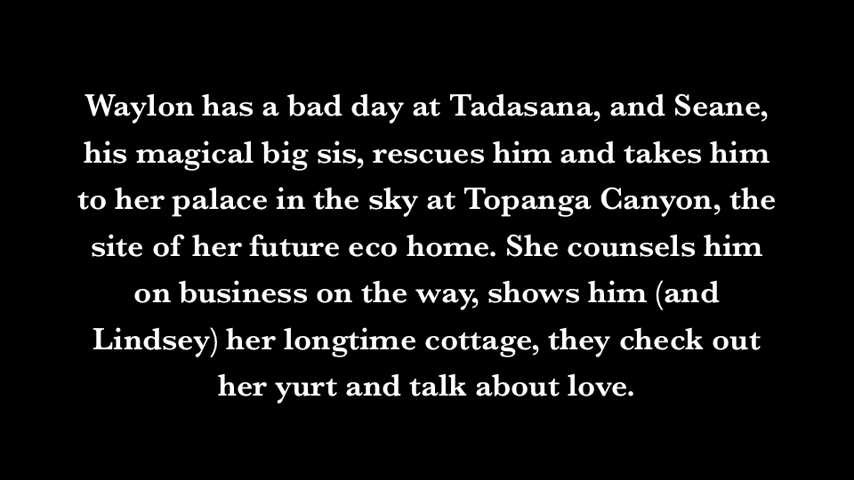 Waylon has a bad day at Tadasana, and Seane,
his magical big sis, rescues him and takes him
to her palace in the sky at Topanga Canyon, the
site of her future eco home. She counsels him
on business on the way, shows him (and
Lindsey) her longtime cottage, they check out
her yurt and talk about love.